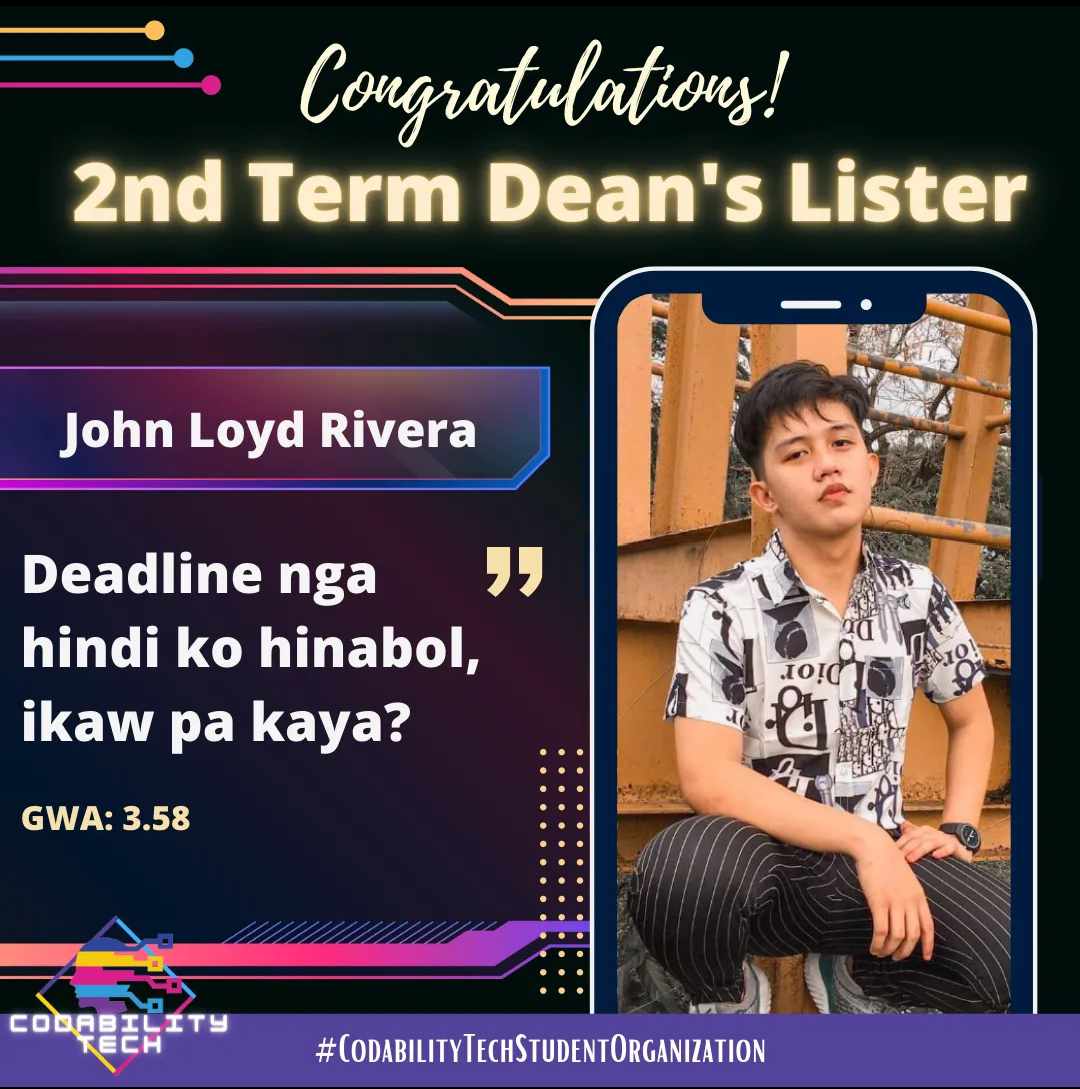 Congratulations!
2nd Term Dean's Lister
John Loyd Rivera
Deadline nga
hindi ko hinabol,
ikaw pa kaya?
”
GWA: 3.58
Dior
CODABILITY
TECH
#CODABILITYTECHSTUDENTORGANIZATION